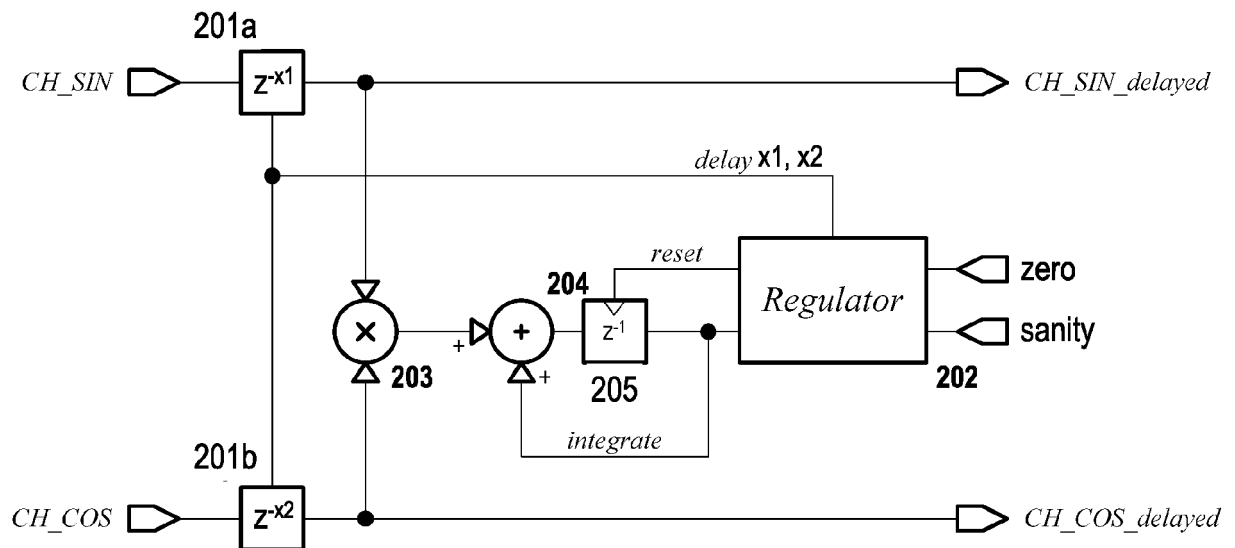 201a
CH_SIN
z-x1
CH_SIN_delayed
delay x1, x2
reset
204
Regulator
zero
×
+
+
z-1
sanity
203
+
205
202
integrate
201b
CH_COS
z-x2
CH_COS_delayed